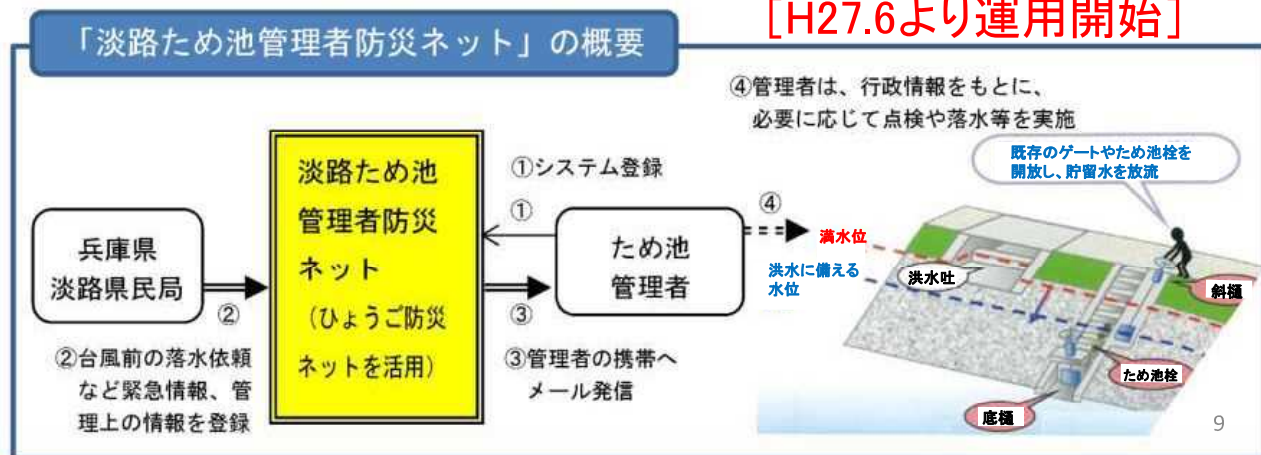 [H27.6より運用開始]
「淡路ため池管理者防災ネット」の概要
④管理者は、行政情報をもとに、
必要に応じて点検や落水等を実施
既存のゲートやため池栓を
開放し、貯留水を放流
兵庫県
淡路県民局
②
②台風前の落水依頼
など緊急情報、管
理上の情報を登録
淡路ため池
管理者防災
ネット
（ひょうご防災
ネットを活用）
①システム登録
①
③
③管理者の携帯へ
メール発信
ため池
管理者
④
満水位
洪水に備える
水位
洪水吐
斜樋
ため池栓
底樋
9